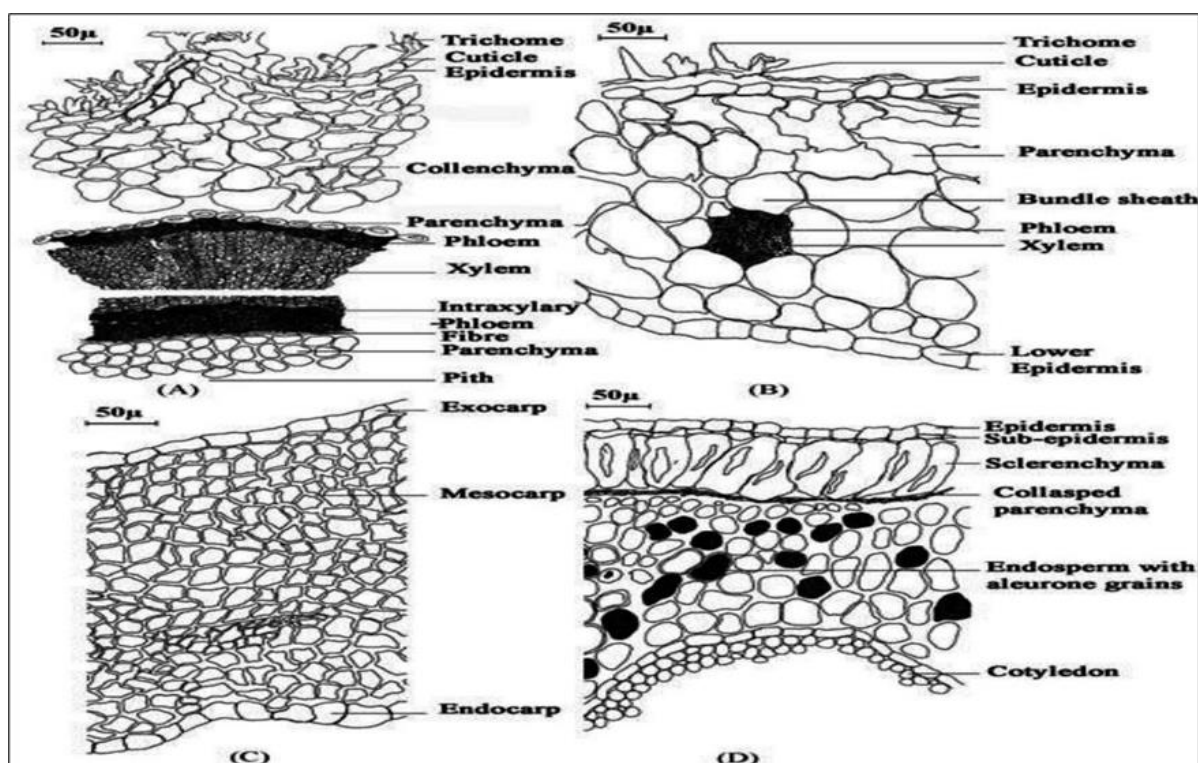 50μ
Trichome
Cuticle
Epidermis
Collenchyma
Parenchyma
Phloem
Xylem
Intraxylary
Phloem
Fibre
Parenchyma
Pith
(A)
50μ
Trichome
Cuticle
Epidermis
Parenchyma
Bundle sheath
Phloem
Xylem
Lower
Epidermis
(B)
50μ
Exocarp
Mesocarp
Endocarp
(C)
50μ
Epidermis
Sub-epidermis
Sclerenchyma
Collasped
parenchyma
Endosperm with
aleurone grains
Cotyledon
(D)